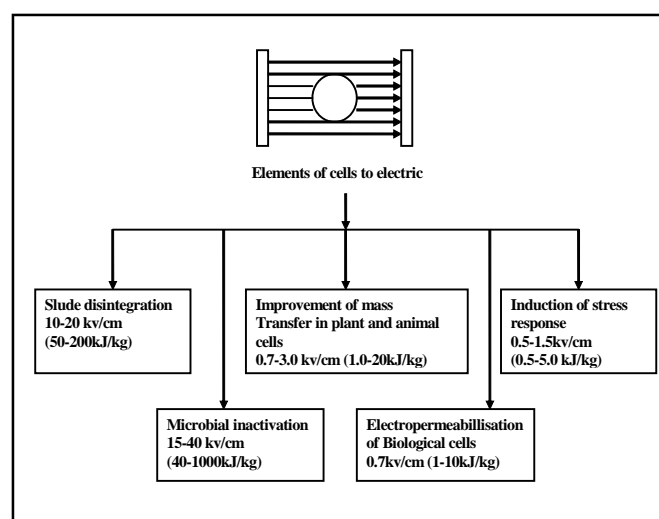 Elements of cells to electric
Slude disintegration
10-20 kv/cm
(50-200kJ/kg)
Improvement of mass
Transfer in plant and animal
cells
0.7-3.0 kv/cm (1.0-20kJ/kg)
Induction of stress
response
0.5-1.5kv/cm
(0.5-5.0 kJ/kg)
Microbial inactivation
15-40 kv/cm
(40-1000kJ/kg)
Electropermeabillisation
of Biological cells
0.7kv/cm (1-10kJ/kg)